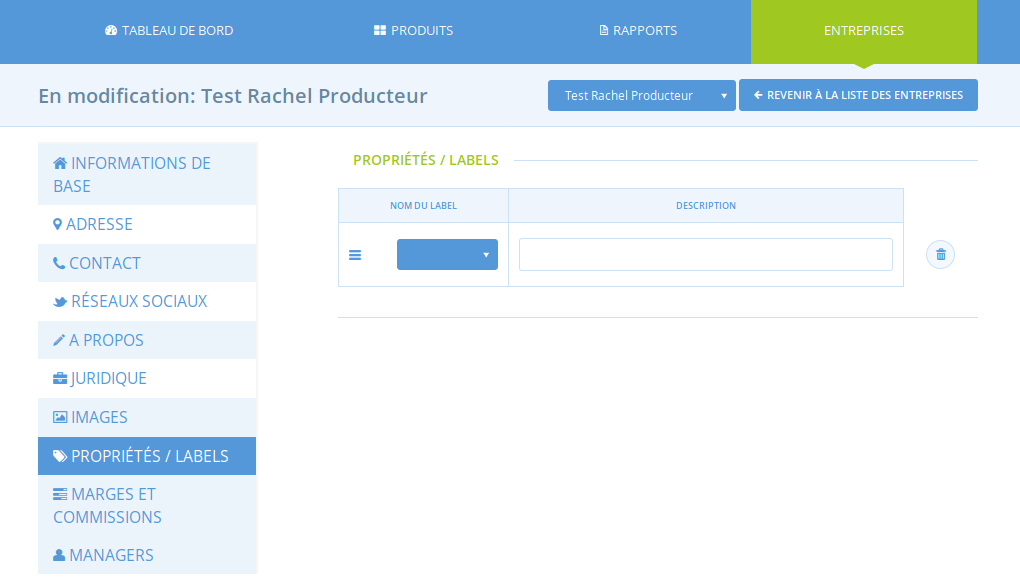 TABLEAU DE BORD PRODUITS RAPPORTS ENTREPRISES
En modification: Test Rachel Producteur Test Rachel Producteur REVENIR À LA LISTE DES ENTREPRISES
INFORMATIONS DE
BASE
ADRESSE
CONTACT
RÉSEAUX SOCIAUX
A PROPOS
JURIDIQUE
IMAGES
PROPRIÉTÉS / LABELS
MARGES ET
COMMISSIONS
MANAGERS
PROPRIÉTÉS / LABELS
NOM DU LABEL DESCRIPTION